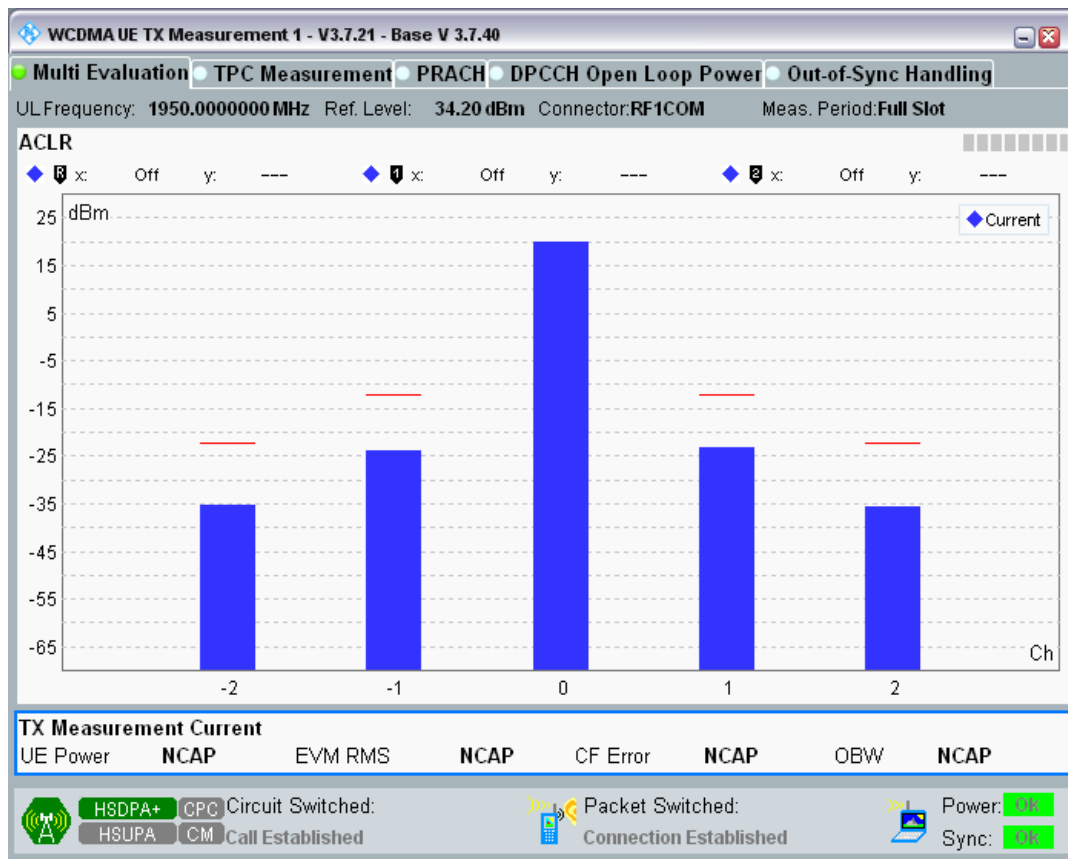 WCDMA UE TX Measurement 1 - V3.7.21 - Base V 3.7.40
Multi Evaluation TPC Measurement PRACH DPCCH Open Loop Power Out-of-Sync Handling
UL Frequency: 1950.0000000 MHz Ref. Level: 34.20 dBm Connector:RF1COM Meas. Period:Full Slot
ACLR
R x: Off y: --- 1 x: Off y: --- 2 x: Off y: ---
dBm
Current
25
15
5
-5
-15
-25
-35
-45
-55
-65
Ch
-2 -1 0 1 2
TX Measurement Current
UE Power NCAP EVM RMS NCAP CF Error NCAP OBW NCAP
HSDPA+ CPC Circuit Switched: Packet Switched: Power: OK
HSUPA CM Call Established Connection Established Sync: OK